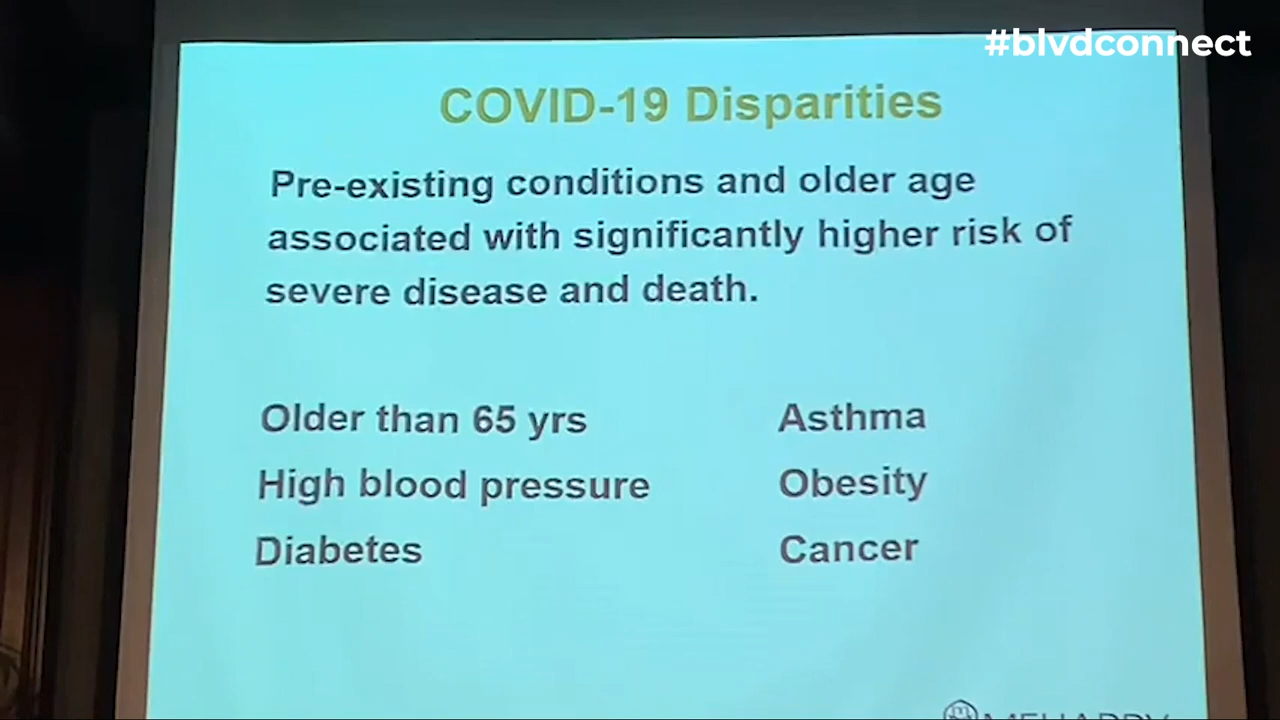 #blvdconnect
COVID-19 Disparities
Pre-existing conditions and older age
associated with significantly higher risk of
severe disease and death.
Older than 65 yrs
Asthma
High blood pressure
Obesity
Diabetes
Cancer